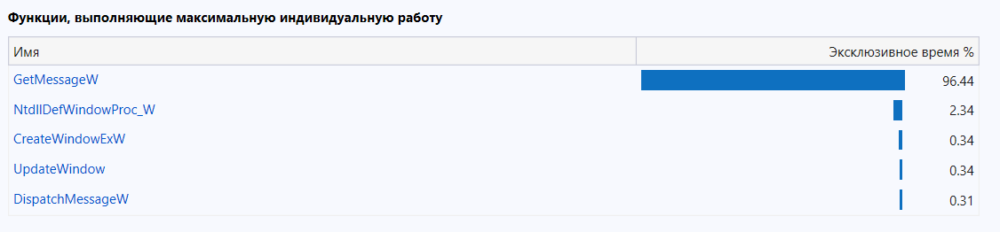 Функции, выполняющие максимальную индивидуальную работу
Имя Эксклюзивное время %
GetMessageW 96.44
NtdllDefWindowProc_W 2.34
CreateWindowExW 0.34
UpdateWindow 0.34
DispatchMessageW 0.31